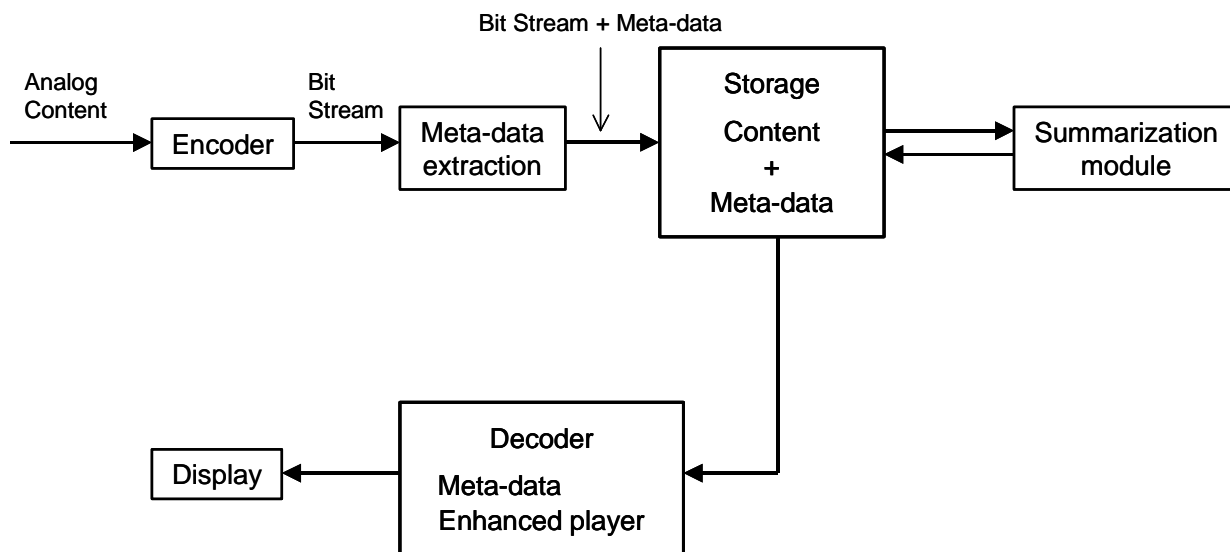 Bit Stream + Meta-data
Analog
Content
Bit
Stream
Encoder
Meta-data
extraction
Storage
Content
+
Meta-data
Summarization
module
Decoder
Meta-data
Enhanced player
Display